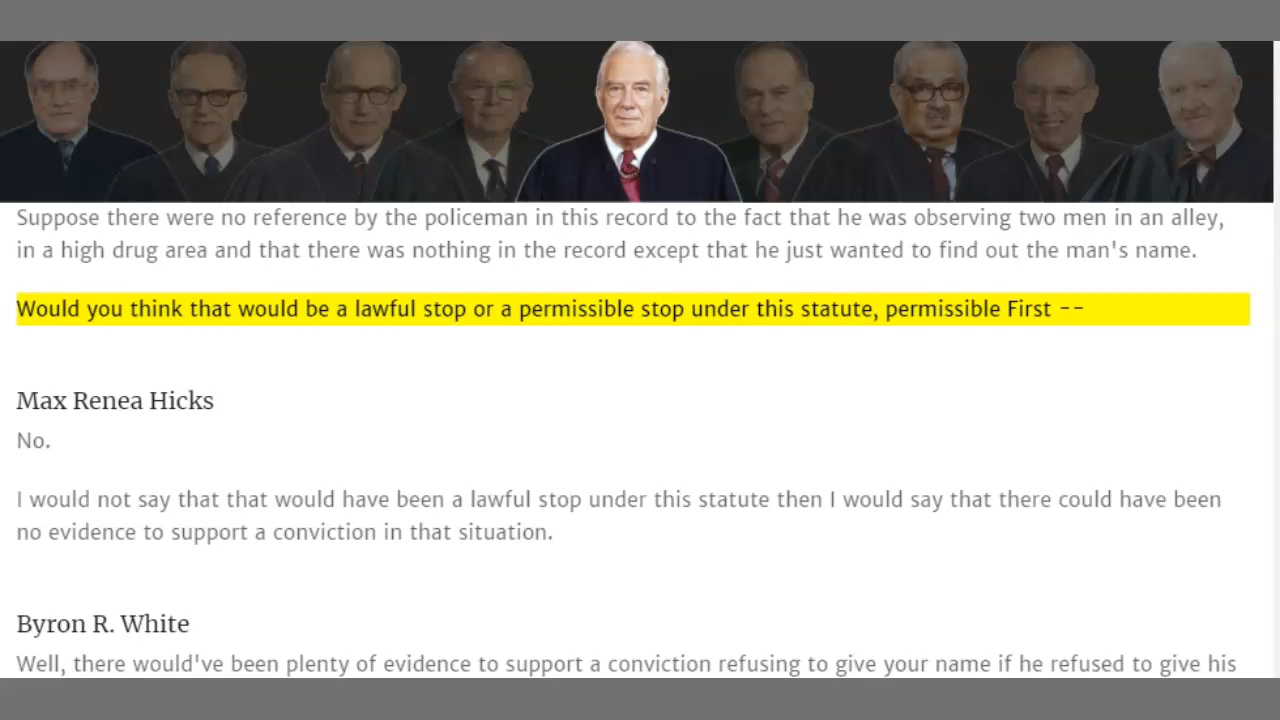 Suppose there were no reference by the policeman in this record to the fact that he was observing two men in an alley,
in a high drug area and that there was nothing in the record except that he just wanted to find out the man's name.
Would you think that would be a lawful stop or a permissible stop under this statute, permissible First --
Max Renea Hicks
No.
I would not say that that would have been a lawful stop under this statute then I would say that there could have been
no evidence to support a conviction in that situation.
Byron R. White
Well, there would've been plenty of evidence to support a conviction refusing to give your name if he refused to give his